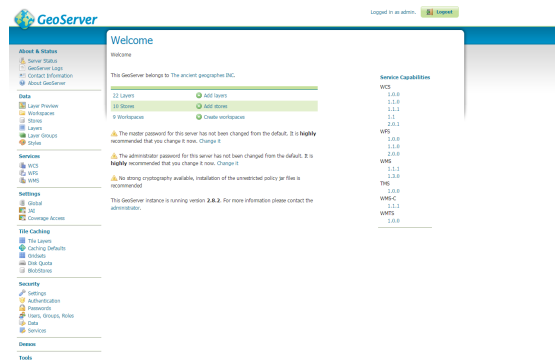 GeoServer
Logged in as admin.
Logout
About & Status
Server Status
GeoServer Logs
Contact Information
About GeoServer
Data
Layer Preview
Workspaces
Stores
Layers
Layer Groups
Styles
Services
WCS
WFS
WMS
Settings
Global
JAI
Coverage Access
Tile Caching
Tile Layers
Caching Defaults
Gridsets
Disk Quota
BlobStores
Security
Settings
Authentication
Passwords
Users, Groups, Roles
Data
Services
Demos
Tools
Welcome
Welcome
This GeoServer belongs to The ancient geographes INC.
22 Layers Add layers
10 Stores Add stores
9 Workspaces Create workspaces
The master password for this server has not been changed from the default. It is highly
recommended that you change it now. Change it
The administrator password for this server has not been changed from the default. It is
highly recommended that you change it now. Change it
No strong cryptography available, installation of the unrestricted policy jar files is
recommended
This GeoServer instance is running version 2.8.2. For more information please contact the
administrator.
Service Capabilities
WCS
1.0.0
1.1.0
1.1.1
1.1
2.0.1
WFS
1.0.0
1.1.0
2.0.0
WMS
1.1.1
1.3.0
TMS
1.0.0
WMS-C
1.1.1
WMTS
1.0.0